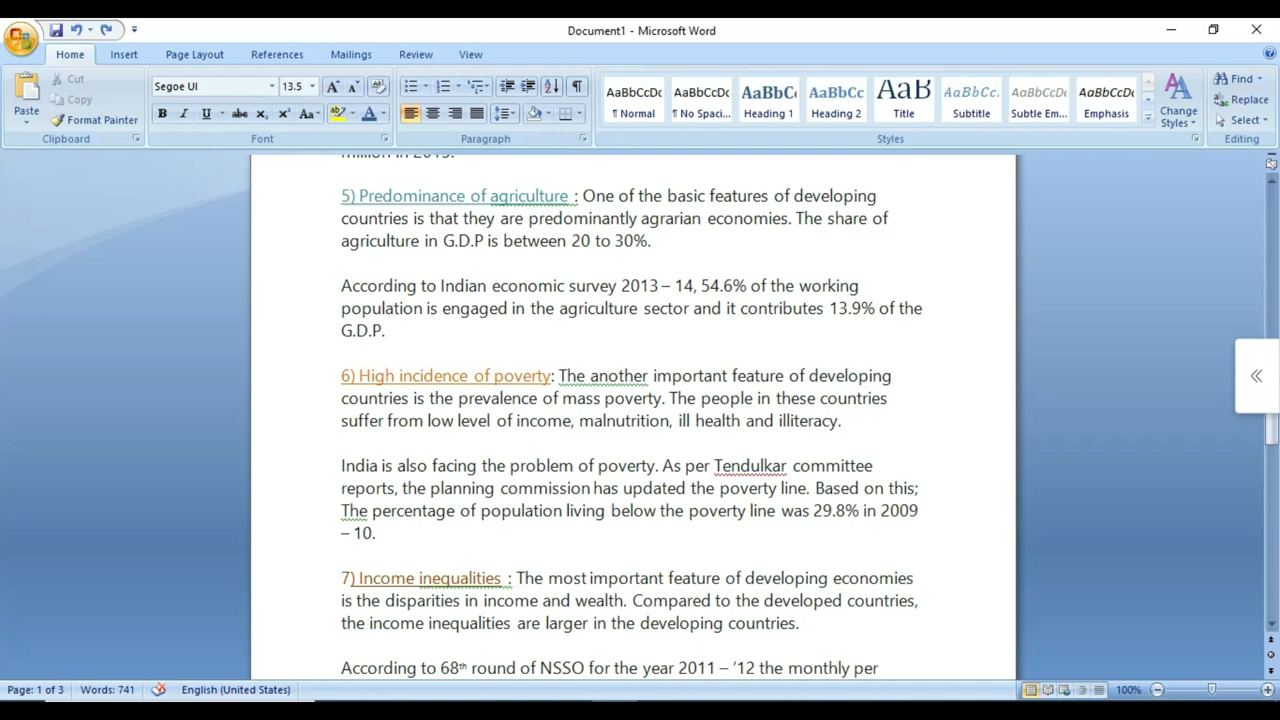 Document1 - Microsoft Word
Home Insert Page Layout References Mailings Review View
Paste
Cut
Copy
Format Painter
Clipboard
Segoe UI 13.5
Font
Paragraph
AaBbCcDc AaBbCcDc AaBbC AaBbCc AaB AaBbCc. AaBbCcDc AaBbCcDc
¶ Normal ¶ No Spaci... Heading 1 Heading 2 Title Subtitle Subtle Em... Emphasis
Change Styles
Styles
Find
Replace
Select
Editing
5) Predominance of agriculture : One of the basic features of developing
countries is that they are predominantly agrarian economies. The share of
agriculture in G.D.P is between 20 to 30%.
According to Indian economic survey 2013 – 14, 54.6% of the working
population is engaged in the agriculture sector and it contributes 13.9% of the
G.D.P.
6) High incidence of poverty: The another important feature of developing
countries is the prevalence of mass poverty. The people in these countries
suffer from low level of income, malnutrition, ill health and illiteracy.
India is also facing the problem of poverty. As per Tendulkar committee
reports, the planning commission has updated the poverty line. Based on this;
The percentage of population living below the poverty line was 29.8% in 2009
– 10.
7) Income inequalities : The most important feature of developing economies
is the disparities in income and wealth. Compared to the developed countries,
the income inequalities are larger in the developing countries.
According to 68th round of NSSO for the year 2011 – '12 the monthly per
Page: 1 of 3 Words: 741 English (United States) 100%